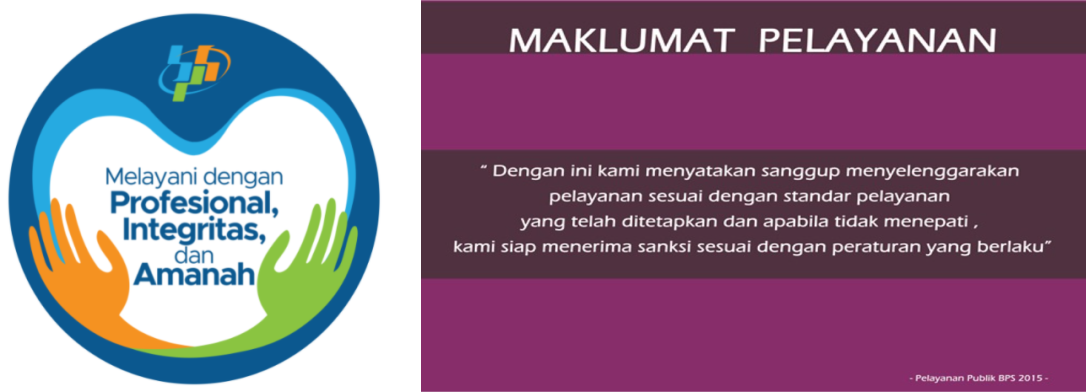 Melayani dengan
Profesional,
Integritas,
dan
Amanah
MAKLUMAT PELAYANAN
“ Dengan ini kami menyatakan sanggup menyelenggarakan
pelayanan sesuai dengan standar pelayanan
yang telah ditetapkan dan apabila tidak menepati ,
kami siap menerima sanksi sesuai dengan peraturan yang berlaku”
- Pelayanan Publik BPS 2015 -